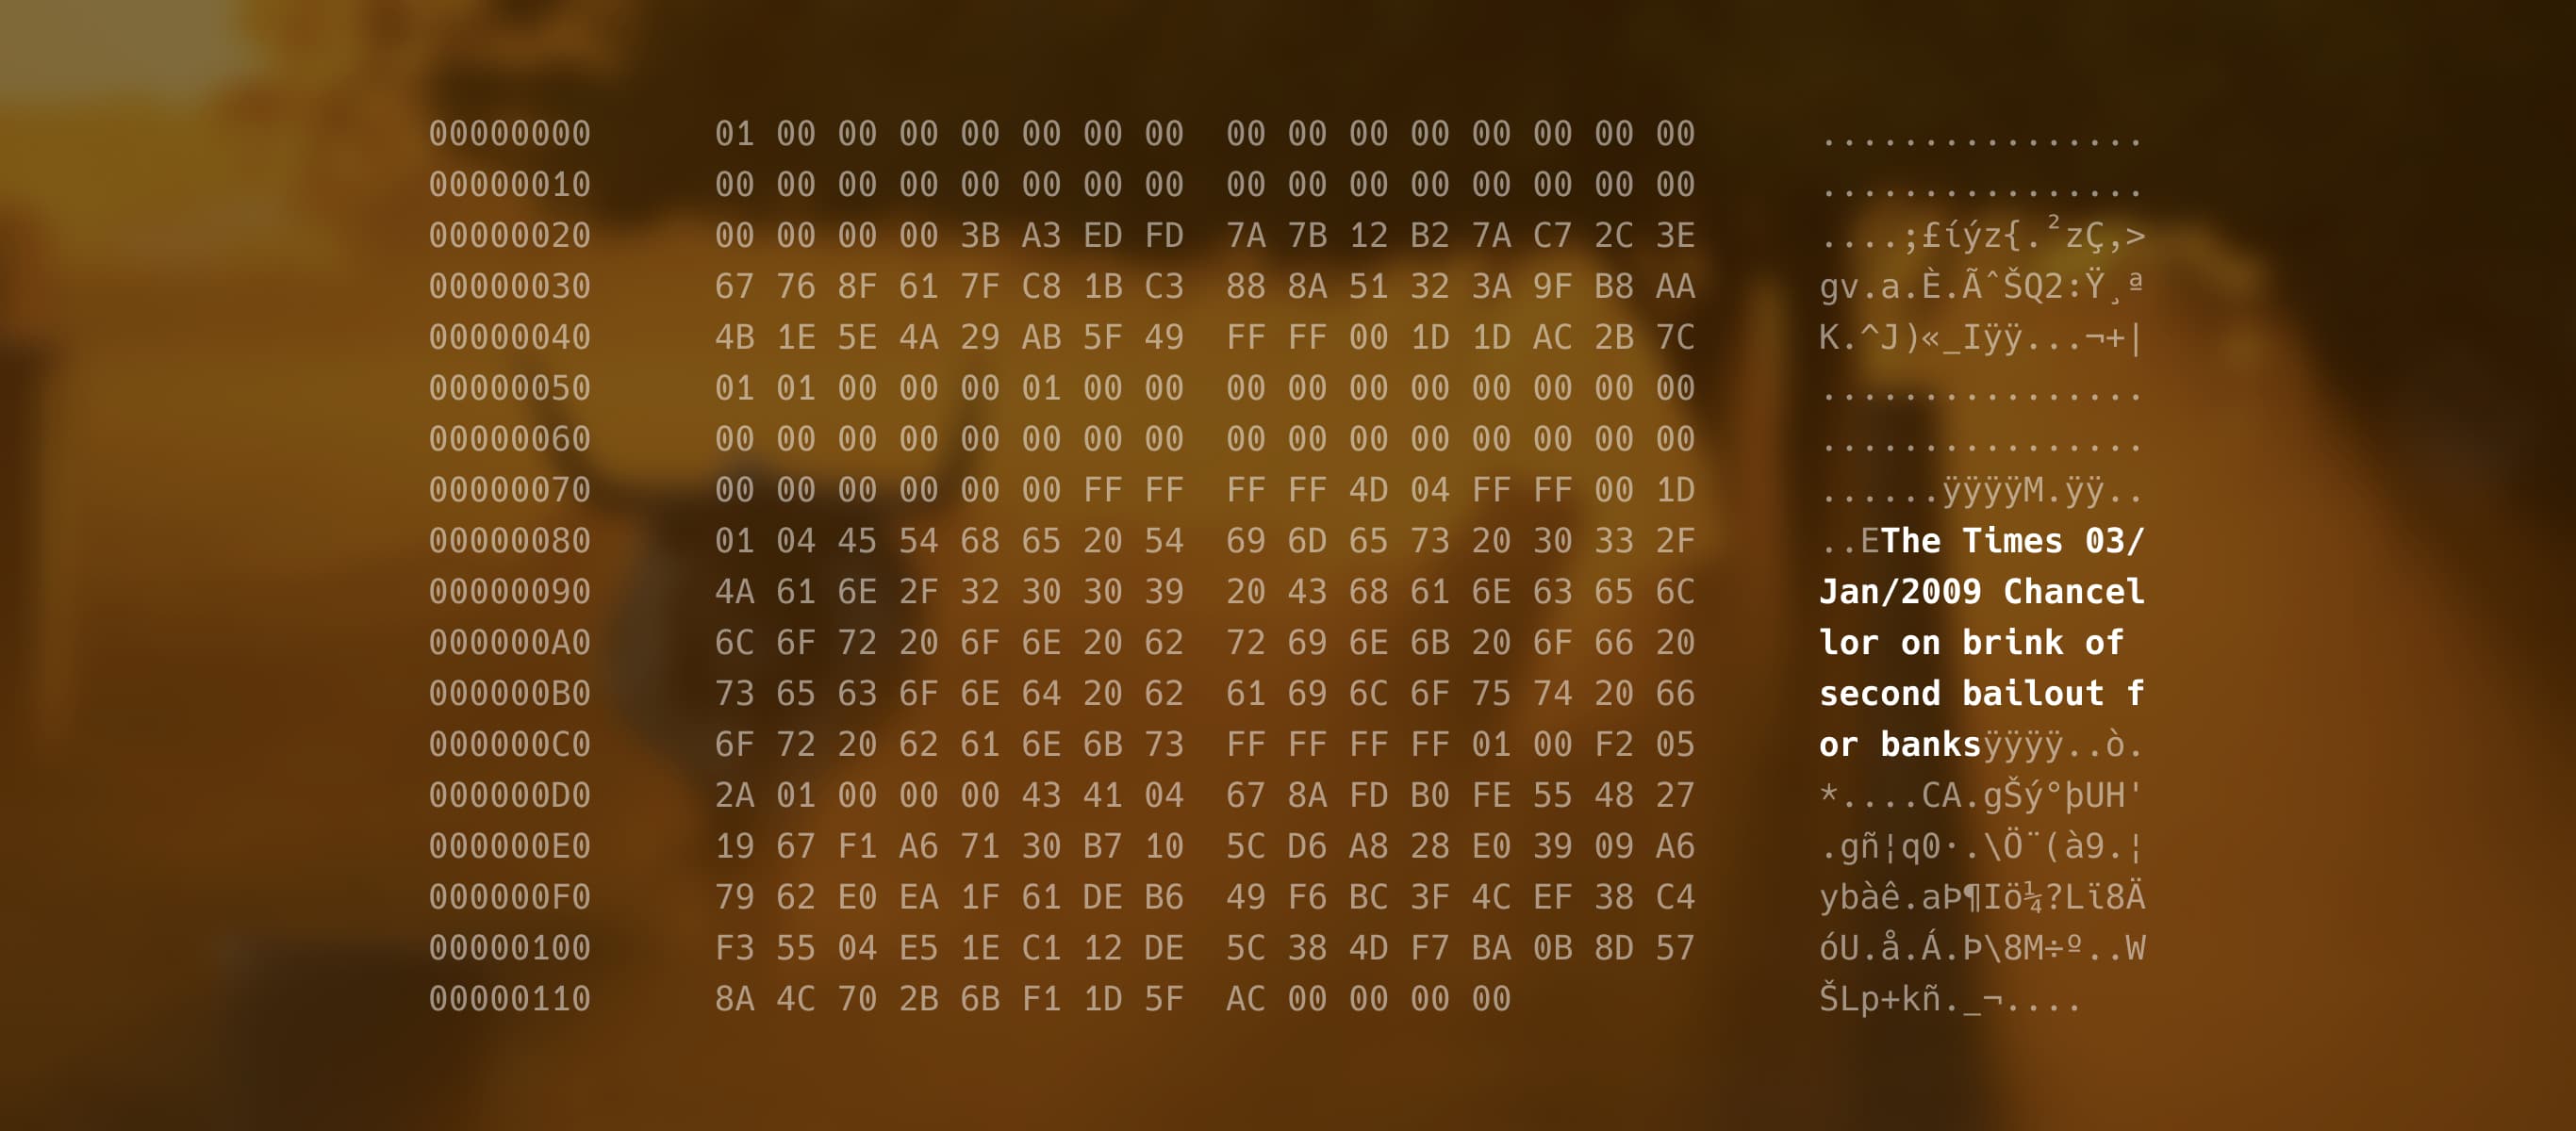 00000000 01 00 00 00 00 00 00 00 00 00 00 00 00 00 00 00 ................
00000010 00 00 00 00 00 00 00 00 00 00 00 00 00 00 00 00 ................
00000020 00 00 00 00 3B A3 ED FD 7A 7B 12 B2 7A C7 2C 3E ....;£íýz{.²zÇ,>
00000030 67 76 8F 61 7F C8 1B C3 88 8A 51 32 3A 9F B8 AA gv.a.È.ÈŠQ2:Ÿ¸ª
00000040 4B 1E 5E 4A 29 AB 5F 49 FF FF 00 1D 1D AC 2B 7C K.^J)«_Iÿÿ...¬+|
00000050 01 01 00 00 00 01 00 00 00 00 00 00 00 00 00 00 ................
00000060 00 00 00 00 00 00 00 00 00 00 00 00 00 00 00 00 ................
00000070 00 00 00 00 00 00 FF FF FF FF 4D 04 FF FF 00 1D ......ÿÿÿÿM.ÿÿ..
00000080 01 04 45 54 68 65 20 54 69 6D 65 73 20 30 33 2F ..EThe Times 03/
00000090 4A 61 6E 2F 32 30 30 39 20 43 68 61 6E 63 65 6C Jan/2009 Chancel
000000A0 6C 6F 72 20 6F 6E 20 62 72 69 6E 6B 20 6F 66 20 lor on brink of
000000B0 73 65 63 6F 6E 64 20 62 61 69 6C 6F 75 74 20 66 second bailout f
000000C0 6F 72 20 62 61 6E 6B 73 FF FF FF FF 01 00 F2 05 or banksÿÿÿÿ..ò.
000000D0 2A 01 00 00 00 43 41 04 67 8A FD B0 FE 55 48 27 *....CA.gŠý°þUH'
000000E0 19 67 F1 A6 71 30 B7 10 5C D6 A8 28 E0 39 09 A6 .gñ¦q0·.\Ö¨(à9.¦
000000F0 79 62 E0 EA 1F 61 DE B6 49 F6 BC 3F 4C EF 38 C4 ybàê.aÞ¶Iö¼?Lï8Ä
00000100 F3 55 04 E5 1E C1 12 DE 5C 38 4D F7 BA 0B 8D 57 óU.å.Á.Þ\8M÷º..W
00000110 8A 4C 70 2B 6B F1 1D 5F AC 00 00 00 00 ŠLp+kñ._¬....